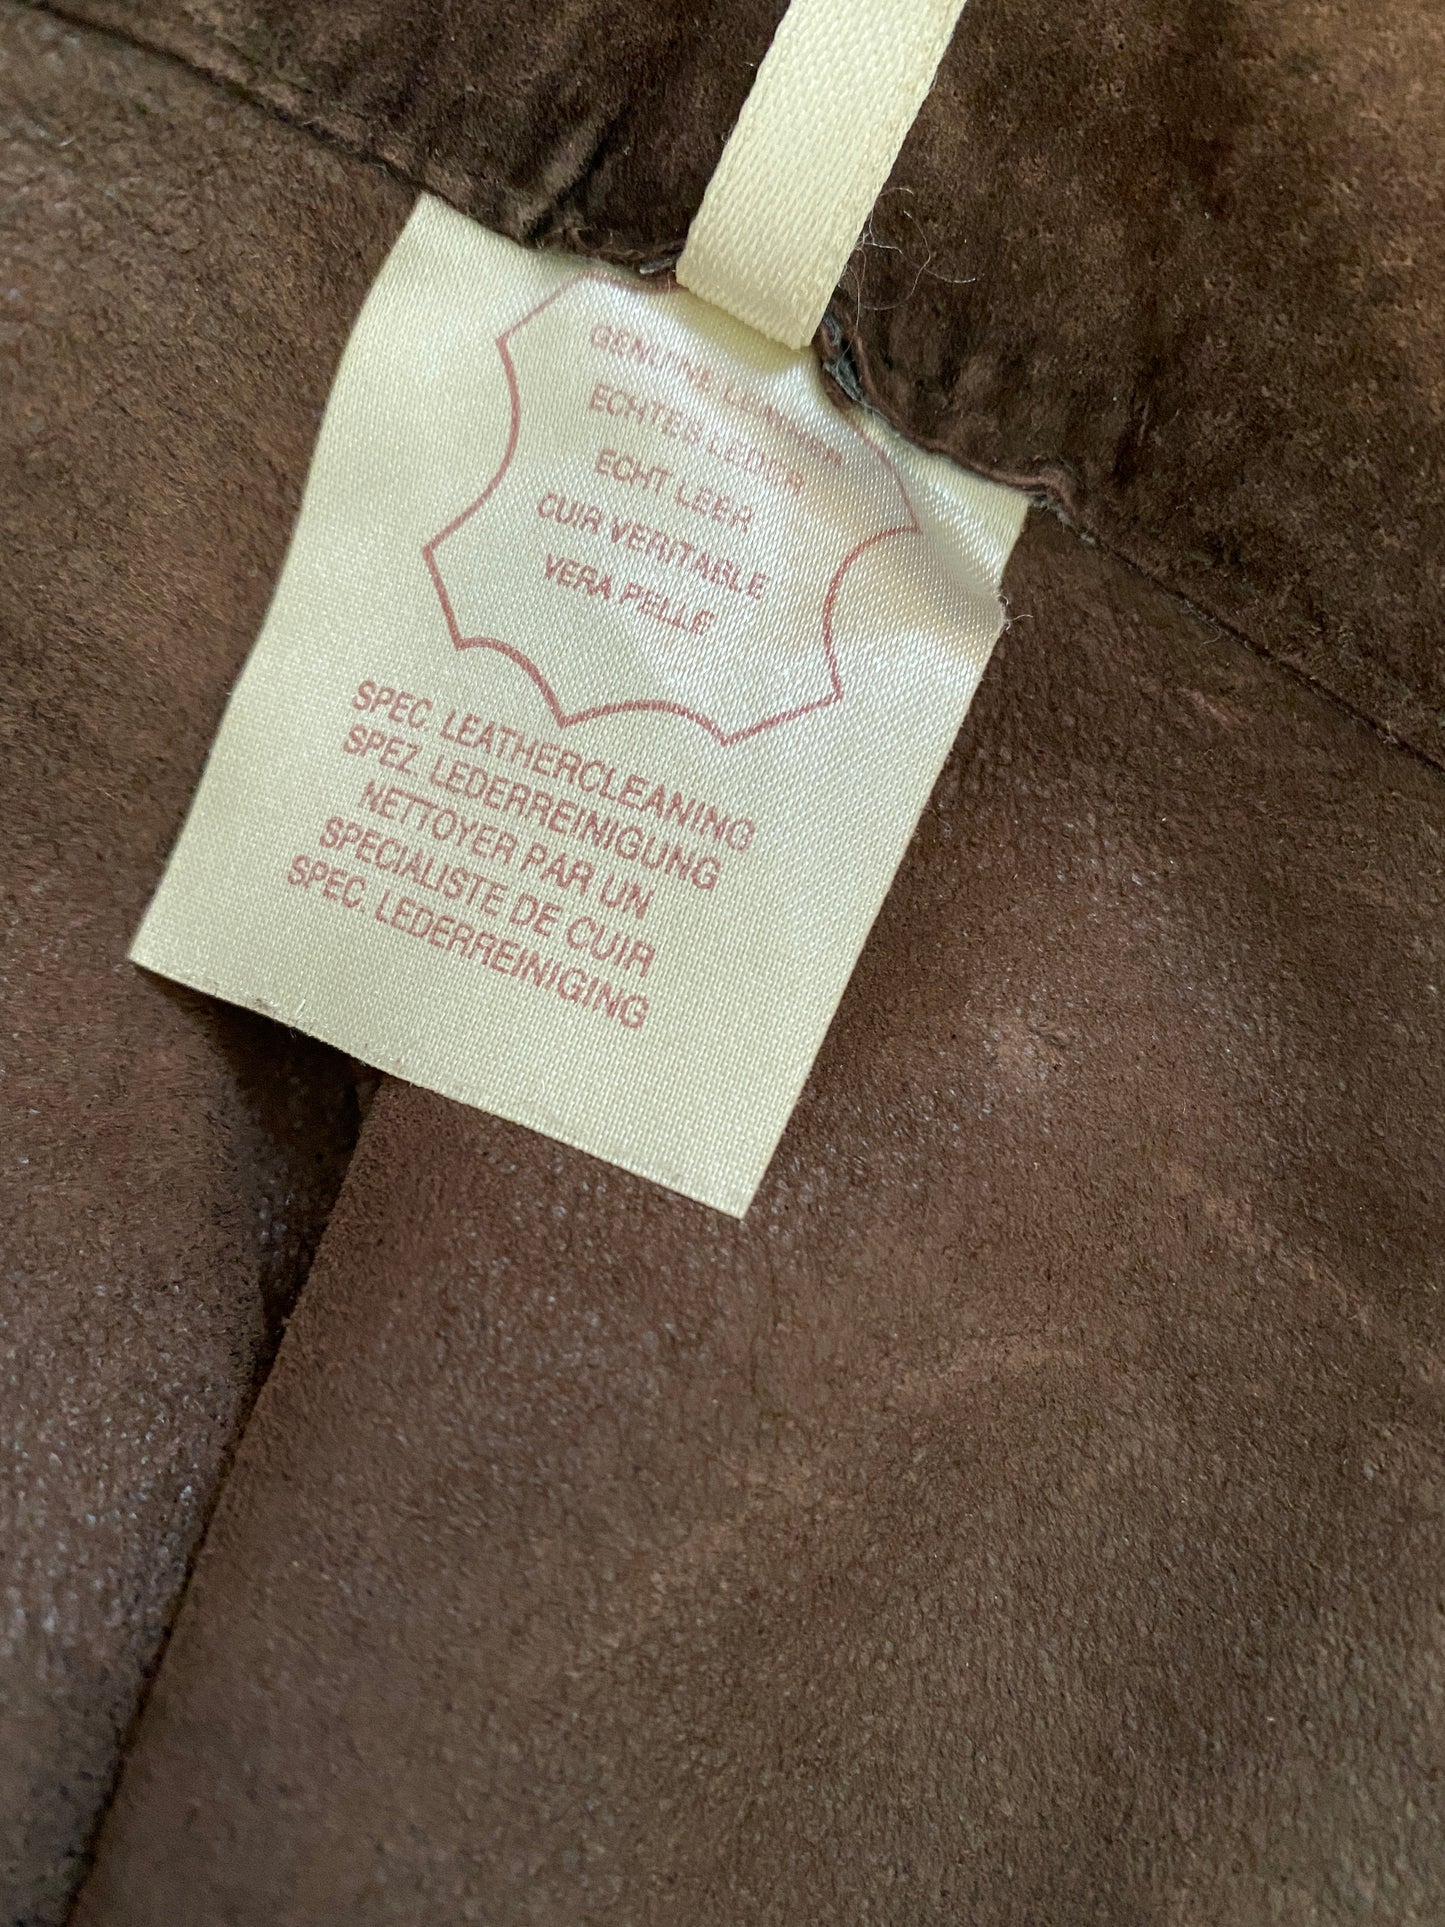 GENUINE LEATHER
ECHTES LEDER
ECHT LEER
CUIR VERITABLE
VERA PELLE
SPEC. LEATHERCLEANING
SPEZ. LEDERREINIGUNG
NETTOYER PAR UN
SPECIALISTE DE CUIR
SPEC. LEDERREINIGING